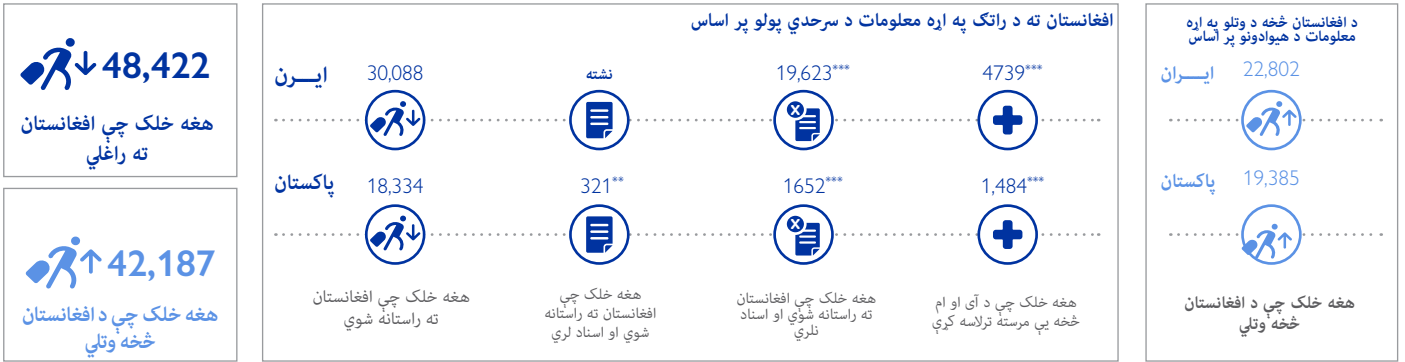 48,422
هغه خلک چې افغانستان
ته راغلي
42,187
هغه خلک چې د افغانستان
څخه وتلي
افغانستان ته د راتګ په اړه معلومات د سرحدي پولو پر اساس
ایـــرن
30,088
نشته
19,623***
4739***
پاکستان
18,334
321**
1652***
1,484***
هغه خلک چې افغانستان
ته راستانه شوي
هغه خلک چې
افغانستان ته راستانه
شوي او اسناد لري
هغه خلک چې افغانستان
ته راستانه شوي او اسناد
نلري
هغه خلک چې د آی او ام
څخه یې مرسته ترلاسه کړې
د افغانستان څخه د وتلو په اړه
معلومات د هیوادونو پر اساس
ایــــران
22,802
پاکستان
19,385
هغه خلک چې د افغانستان
څخه وتلي